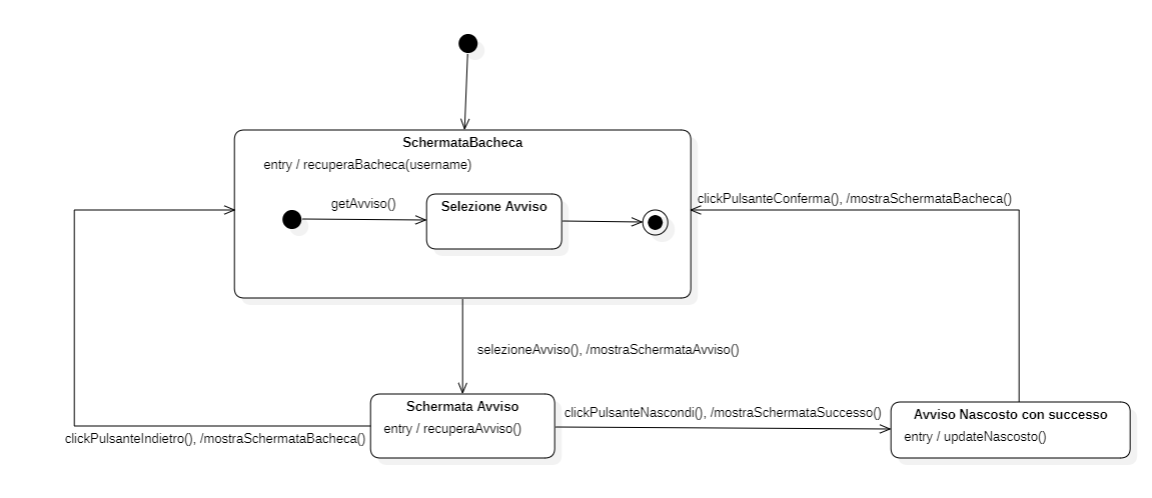 SchermataBacheca
entry / recuperaBacheca(username)
getAvviso()
Selezione Avviso
clickPulsanteConferma(), /mostraSchermataBacheca()
selezioneAvviso(), /mostraSchermataAvviso()
Schermata Avviso
entry / recuperaAvviso()
clickPulsanteIndietro(), /mostraSchermataBacheca()
clickPulsanteNascondi(), /mostraSchermataSuccesso()
Avviso Nascosto con successo
entry / updateNascosto()